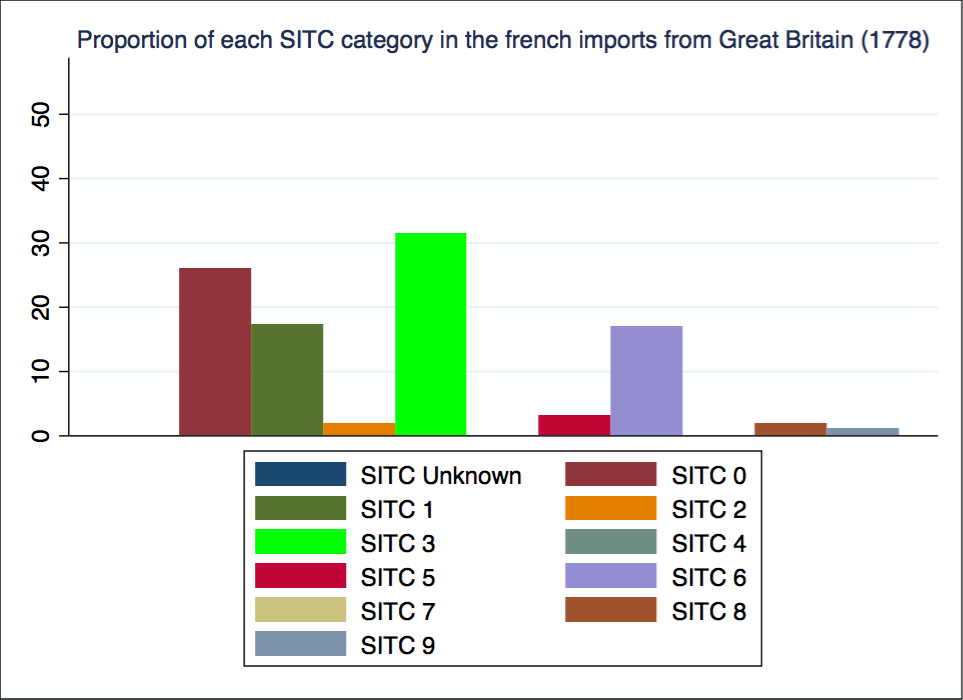 Proportion of each SITC category in the french imports from Great Britain (1778)
50
40
30
20
10
0
SITC Unknown SITC 0
SITC 1 SITC 2
SITC 3 SITC 4
SITC 5 SITC 6
SITC 7 SITC 8
SITC 9